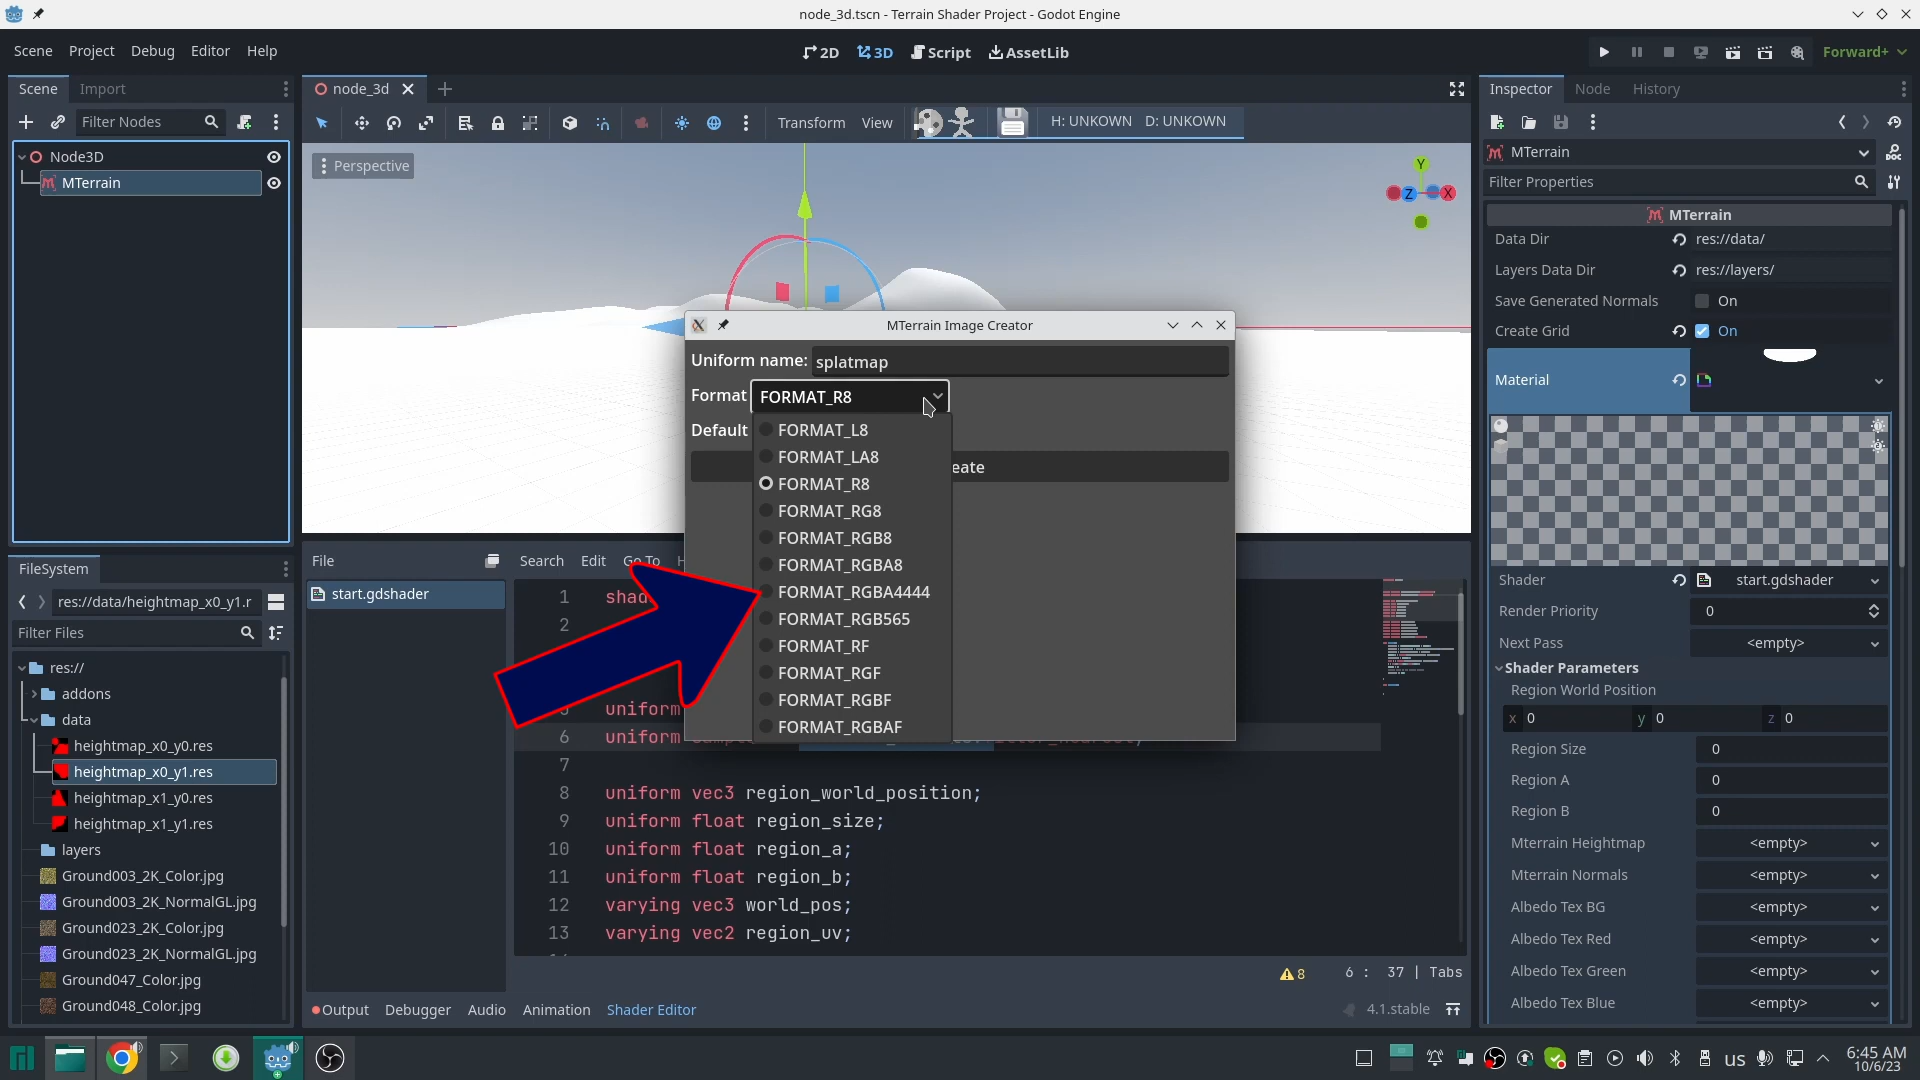 node_3d.tscn - Terrain Shader Project - Godot Engine
Scene Project Debug Editor Help
2D 3D Script AssetLib
Forward+
Scene Import
node_3d
Inspector Node History
Filter Nodes
Transform View
H: UNKOWN D: UNKOWN
Node3D
MTerrain
Perspective
Y
Z
X
MTerrain
Filter Properties
MTerrain
Data Dir res://data/
Layers Data Dir res://layers/
Save Generated Normals On
Create Grid On
Material
MTerrain Image Creator
Uniform name: splatmap
Format FORMAT_R8
Default
eate
FORMAT_L8
FORMAT_LA8
FORMAT_R8
FORMAT_RG8
FORMAT_RGB8
FORMAT_RGBA8
FORMAT_RGBA4444
FORMAT_RGB565
FORMAT_RF
FORMAT_RGF
FORMAT_RGBF
FORMAT_RGBAF
FileSystem
res://data/heightmap_x0_y1.r
Filter Files
res://
addons
data
heightmap_x0_y0.res
heightmap_x0_y1.res
heightmap_x1_y0.res
heightmap_x1_y1.res
layers
Ground003_2K_Color.jpg
Ground003_2K_NormalGL.jpg
Ground023_2K_Color.jpg
Ground023_2K_NormalGL.jpg
Ground047_Color.jpg
Ground048_Color.jpg
File Search Edit Go To
start.gdshader
1 shad
2
5 uniform
6 uniform
7
8 uniform vec3 region_world_position;
9 uniform float region_size;
10 uniform float region_a;
11 uniform float region_b;
12 varying vec3 world_pos;
13 varying vec2 region_uv;
8 6 : 37 | Tabs
Output Debugger Audio Animation Shader Editor
4.1.stable
Shader start.gdshader
Render Priority 0
Next Pass <empty>
Shader Parameters
Region World Position
x 0 y 0 z 0
Region Size 0
Region A 0
Region B 0
Mterrain Heightmap <empty>
Mterrain Normals <empty>
Albedo Tex BG <empty>
Albedo Tex Red <empty>
Albedo Tex Green <empty>
Albedo Tex Blue <empty>
us
6:45 AM
10/6/23